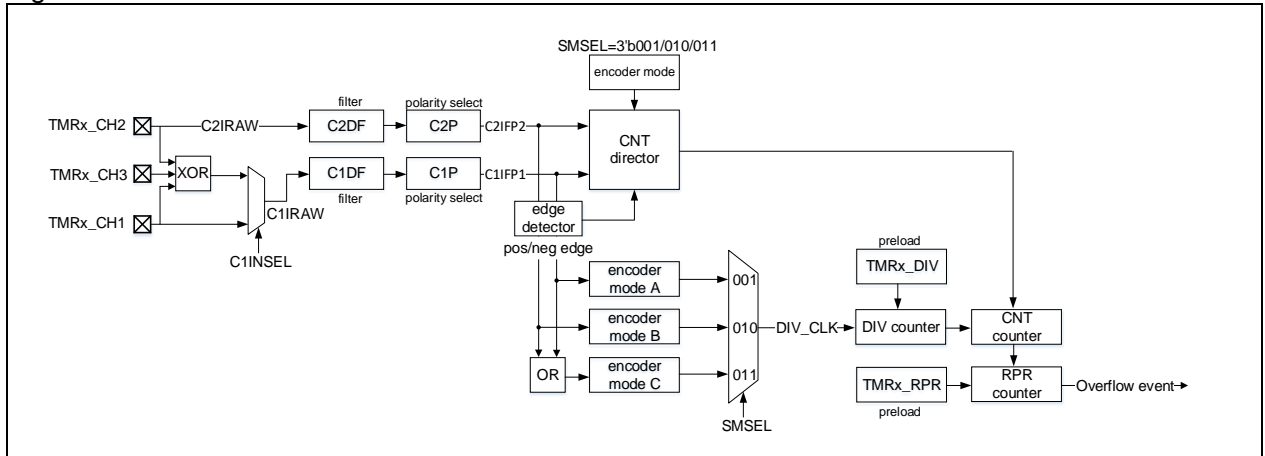 SMSEL=3'b001/010/011
encoder mode
filter
polarity select
TMRx_CH2
C2IRAW
C2DF
C2P
C2IFP2
CNT
director
TMRx_CH3
XOR
C1DF
C1P
C1IFP1
C1IRAW
filter
polarity select
TMRx_CH1
edge
detector
C1INSEL
pos/neg edge
preload
encoder
mode A
001
TMRx_DIV
encoder
mode B
010
DIV_CLK
DIV counter
CNT
counter
OR
encoder
mode C
011
TMRx_RPR
RPR
counter
Overflow event
preload
SMSEL